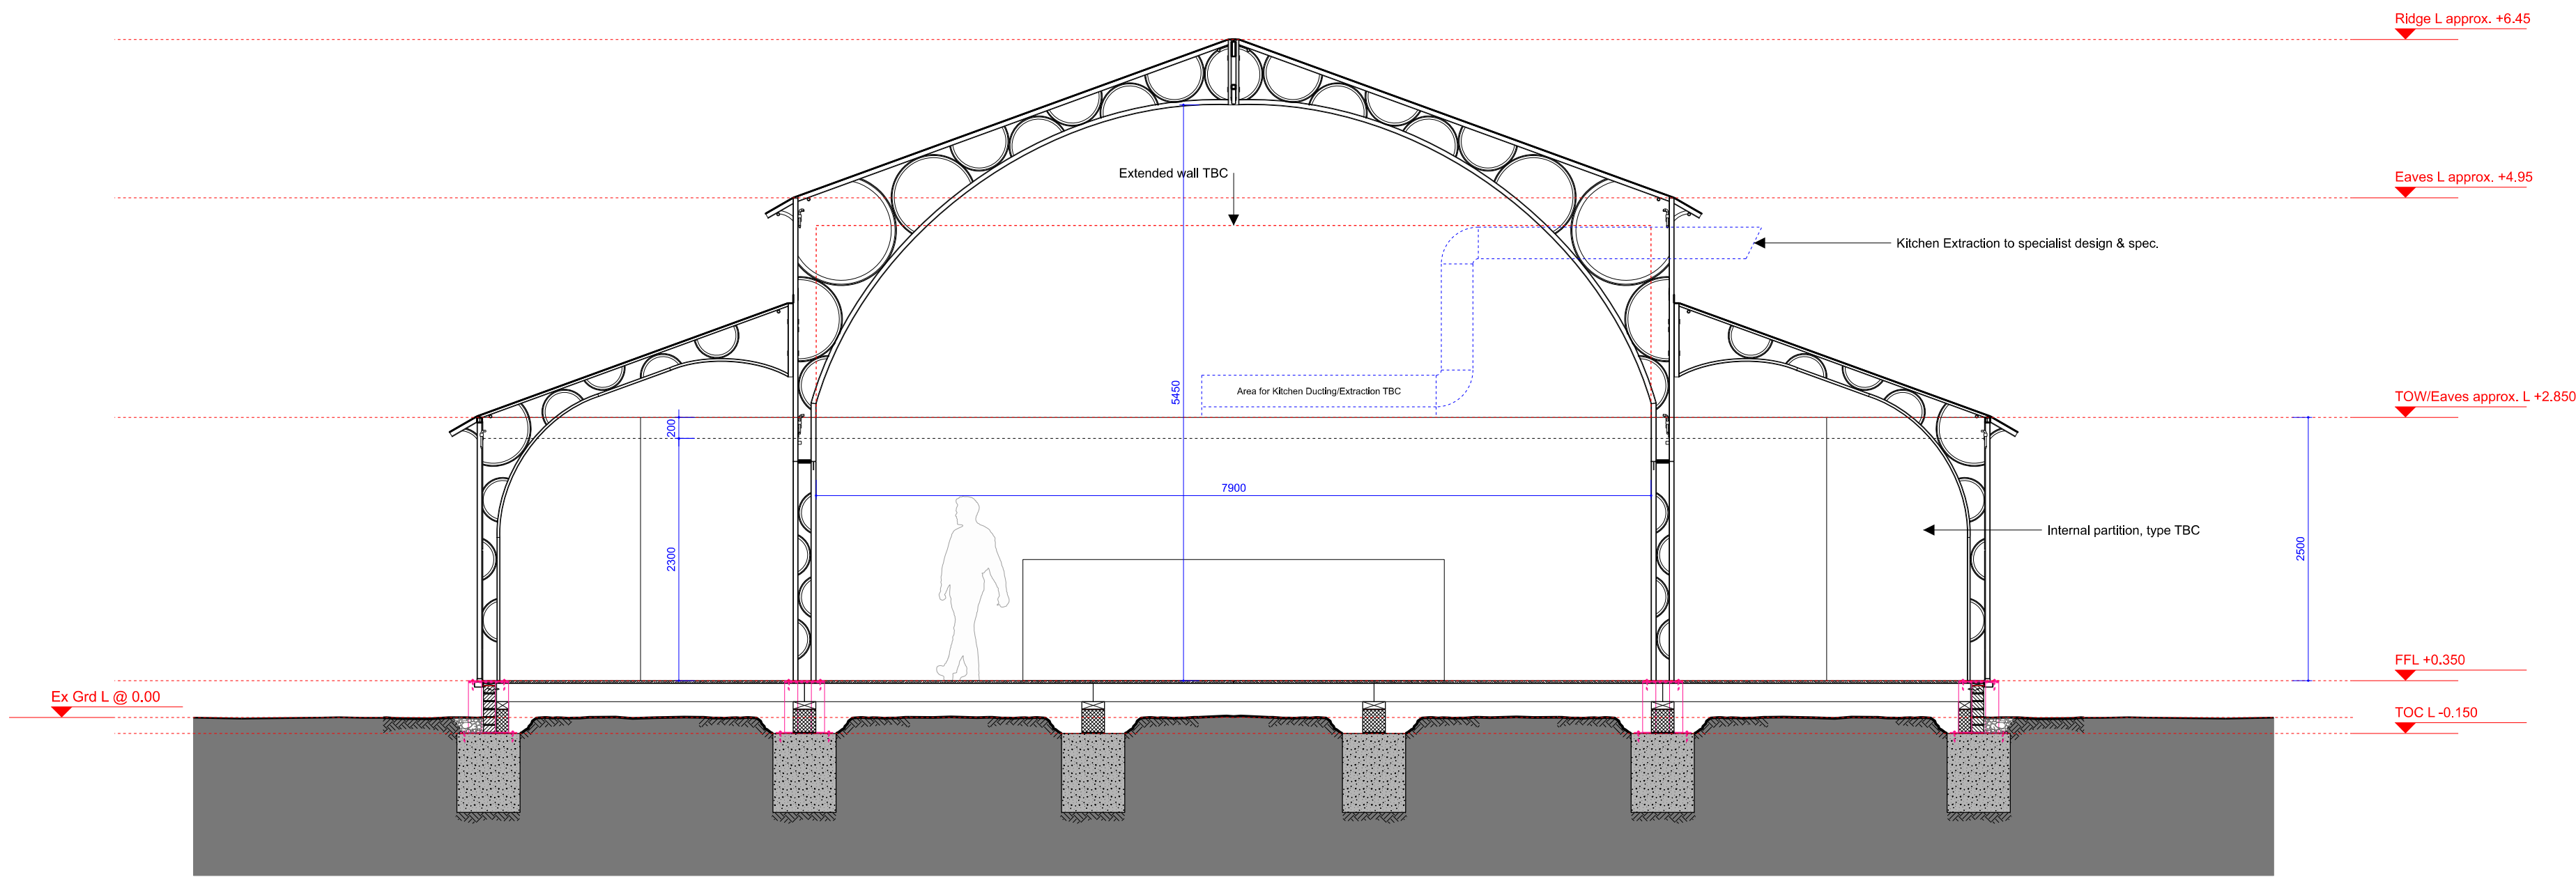 Ridge L approx. +6.45
Extended wall TBC
Eaves L approx. +4.95
Kitchen Extraction to specialist design & spec.
5450
Area for Kitchen Ducting/Extraction TBC
TOW/Eaves approx. L +2.850
200
7900
2300
Internal partition, type TBC
2500
FFL +0.350
Ex Grd L @ 0.00
TOC L -0.150